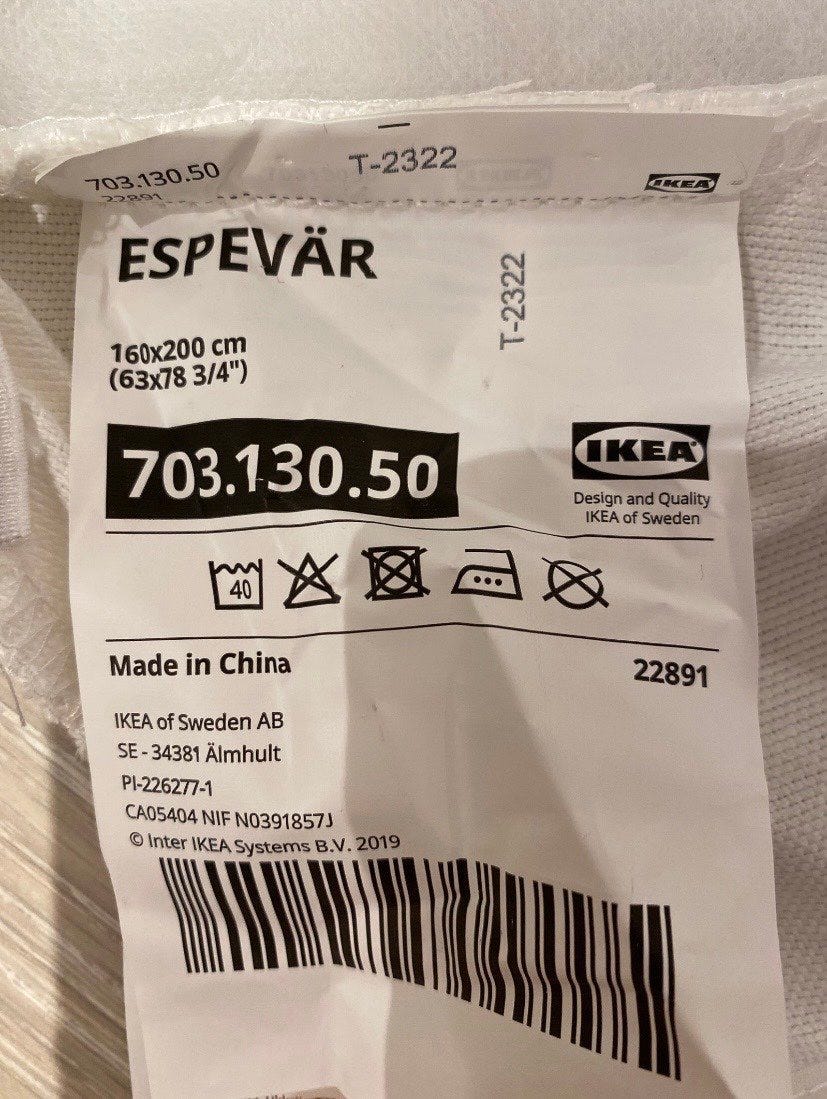 703.130.50
T-2322
IKEA
22891
ESPEVÄR
T-2322
160x200 cm
(63x78 3/4")
703.130.50
IKEA
Design and Quality
IKEA of Sweden
40
Made in China
22891
IKEA of Sweden AB
SE - 34381 Älmhult
PI-226277-1
CA05404 NIF N0391857J
© Inter IKEA Systems B.V. 2019